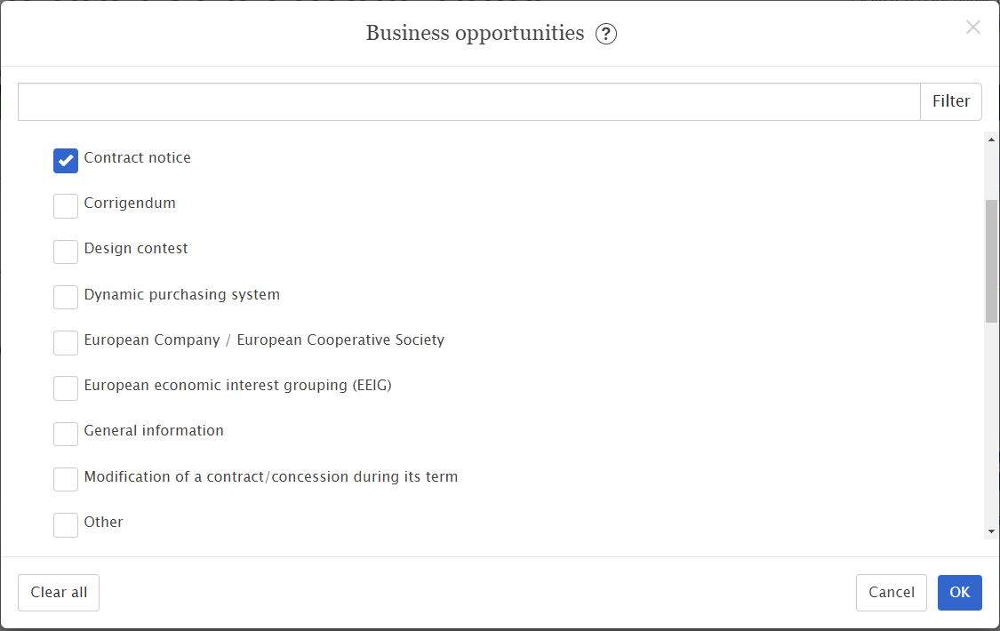 Business opportunities ?
Filter
Contract notice
Corrigendum
Design contest
Dynamic purchasing system
European Company / European Cooperative Society
European economic interest grouping (EEIG)
General information
Modification of a contract/concession during its term
Other
Clear all
Cancel
OK